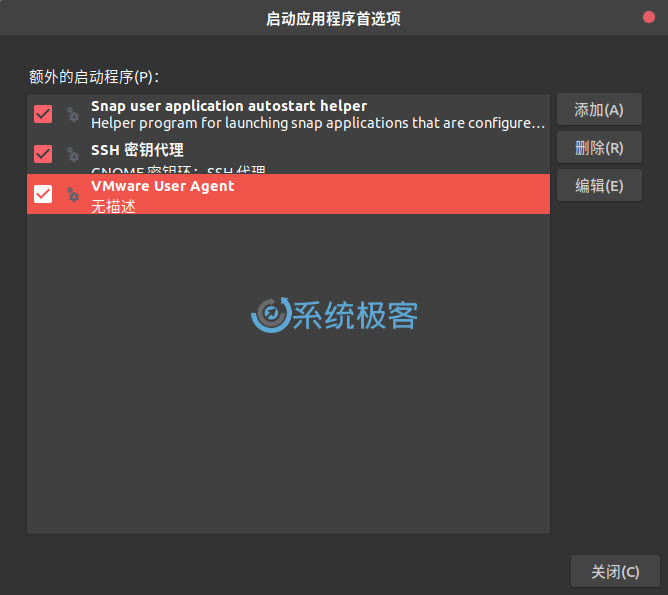 启动应用程序首选项
额外的启动程序(P)：
Snap user application autostart helper
Helper program for launching snap applications that are configure…
添加(A)
SSH 密钥代理
GNOME 密钥环：SSH 代理
删除(R)
VMware User Agent
无描述
编辑(E)
系统极客
关闭(C)